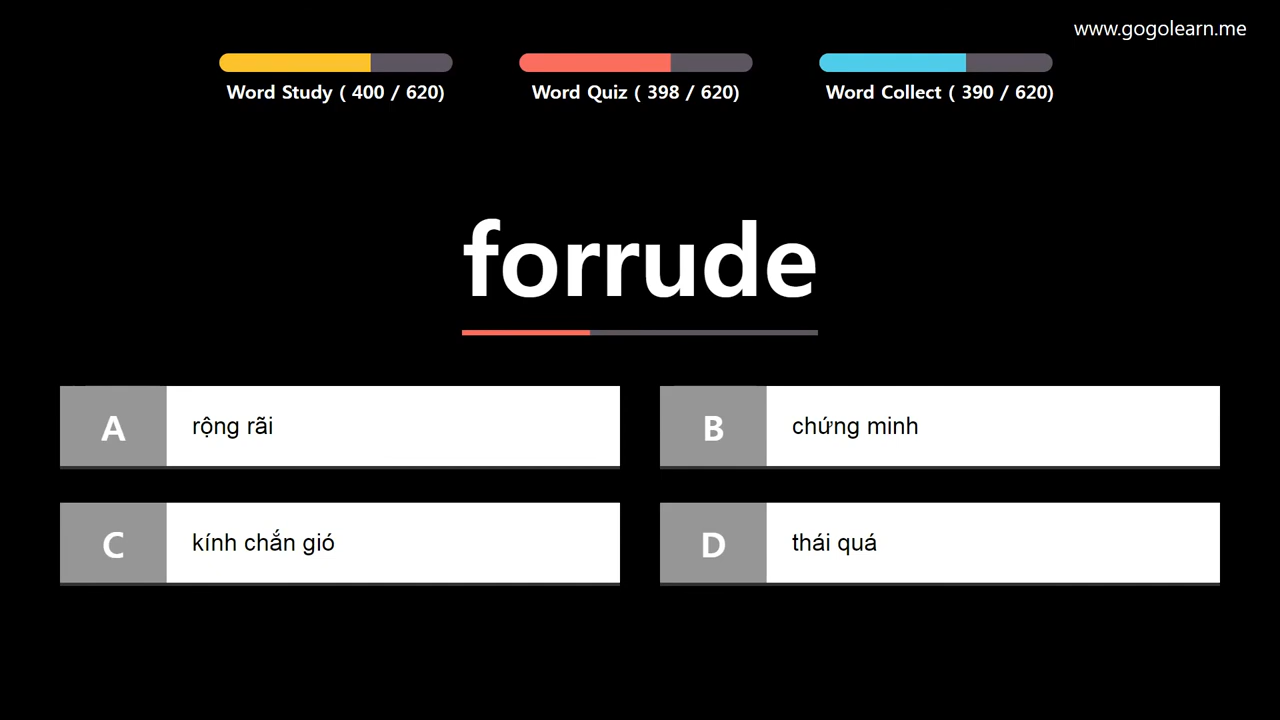 www.gogolearn.me
Word Study ( 400 / 620)
Word Quiz ( 398 / 620)
Word Collect ( 390 / 620)
forrude
A rộng rãi
B chứng minh
C kính chắn gió
D thái quá